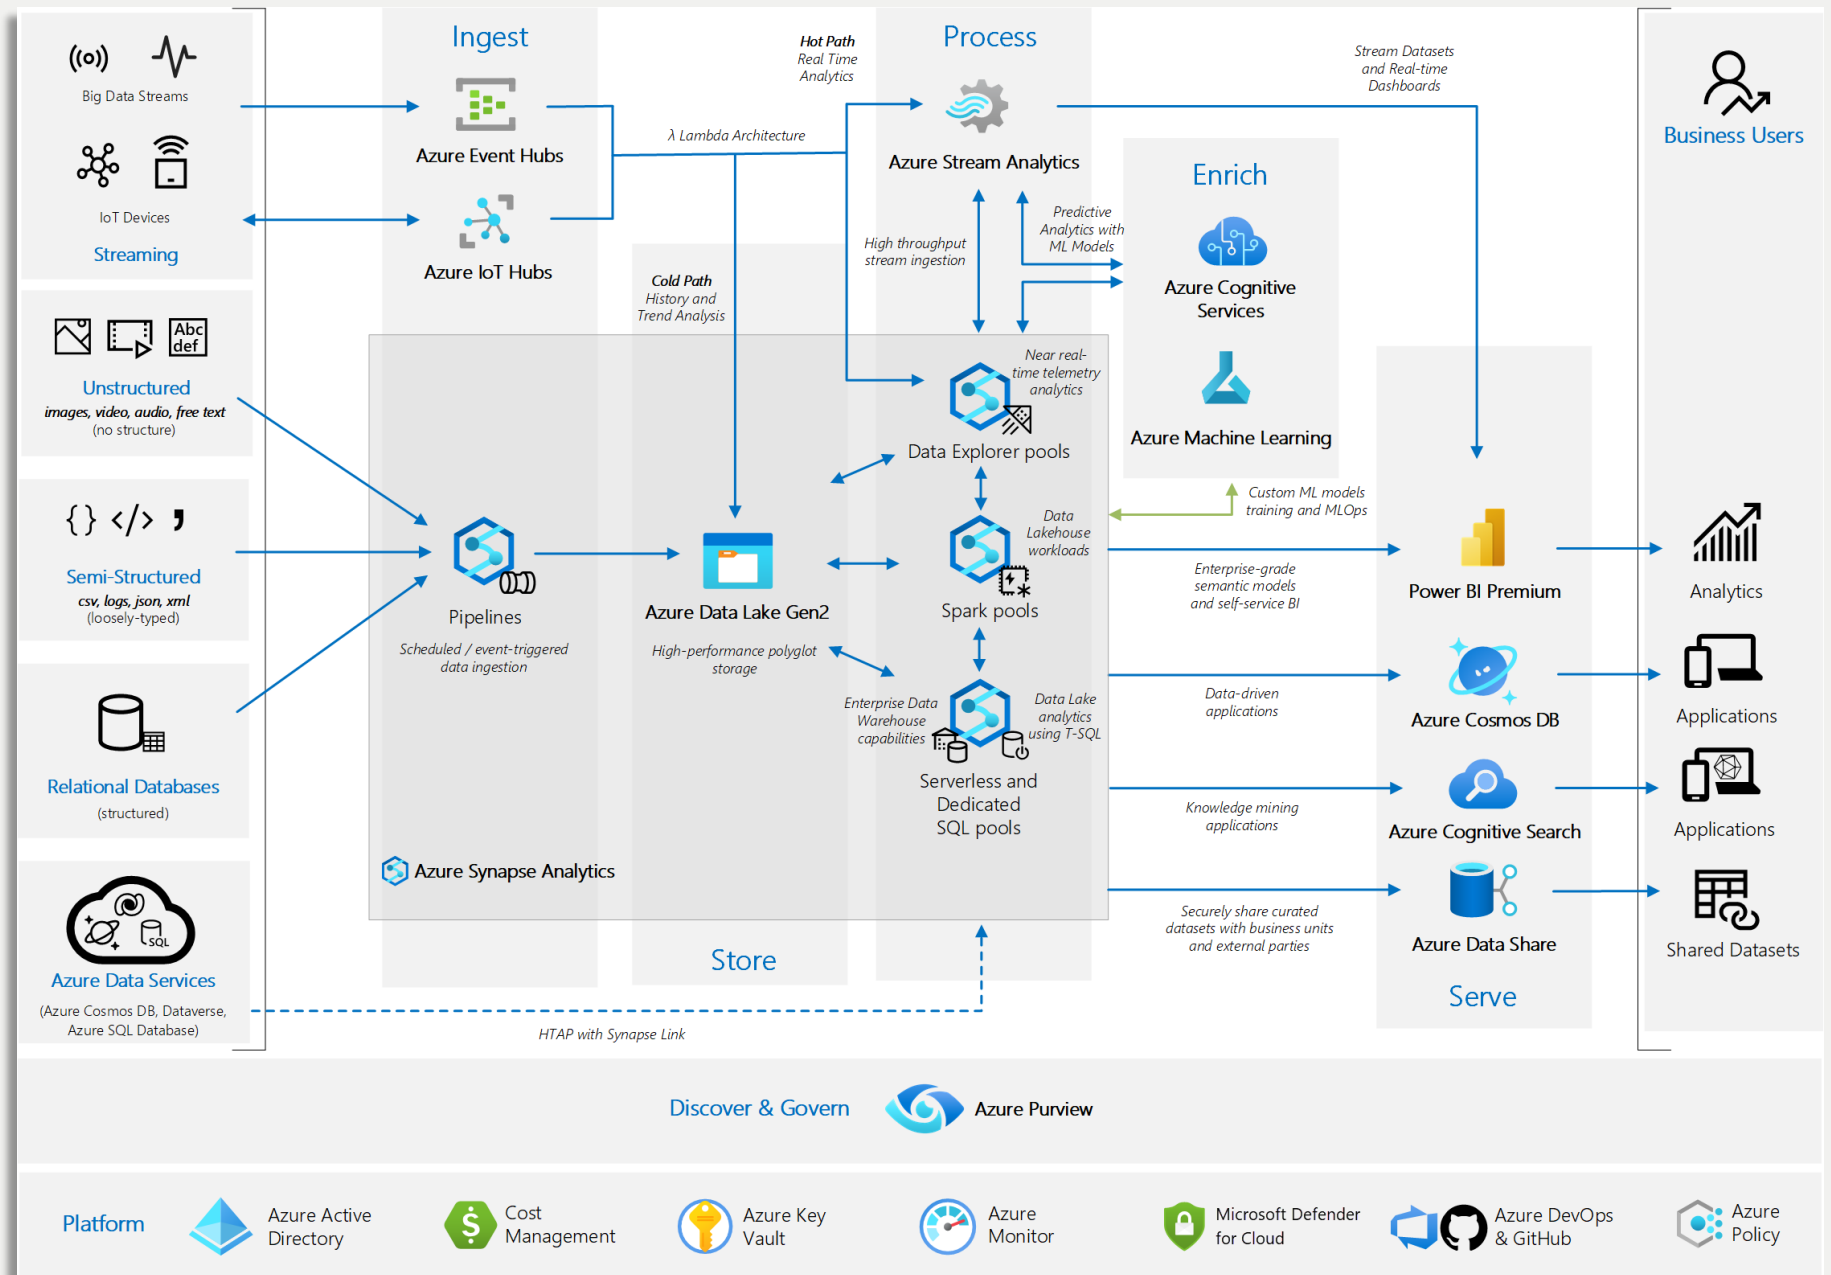 Big Data Streams
IoT Devices
Streaming
Abc
def
Unstructured
images, video, audio, free text
(no structure)
{ } </> ,
Semi-Structured
csv, logs, json, xml
(loosely-typed)
Relational Databases
(structured)
SQL
Azure Data Services
(Azure Cosmos DB, Dataverse,
Azure SQL Database)
Ingest
Azure Event Hubs
Azure IoT Hubs
λ Lambda Architecture
Hot Path
Real Time
Analytics
Cold Path
History and
Trend Analysis
Pipelines
Scheduled / event-triggered
data ingestion
Azure Synapse Analytics
Azure Data Lake Gen2
High-performance polyglot
storage
Store
HTAP with Synapse Link
Process
Azure Stream Analytics
High throughput
stream ingestion
Predictive
Analytics with
ML Models
Near real-
time telemetry
analytics
Data Explorer pools
Data
Lakehouse
workloads
Spark pools
Enterprise Data
Warehouse
capabilities
Data Lake
analytics
using T-SQL
Serverless and
Dedicated
SQL pools
Enrich
Azure Cognitive
Services
Azure Machine Learning
Custom ML models
training and MLOps
Stream Datasets
and Real-time
Dashboards
Enterprise-grade
semantic models
and self-service BI
Data-driven
applications
Knowledge mining
applications
Securely share curated
datasets with business units
and external parties
Power BI Premium
Azure Cosmos DB
Azure Cognitive Search
Azure Data Share
Serve
Business Users
Analytics
Applications
Applications
Shared Datasets
Discover & Govern
Azure Purview
Platform
Azure Active
Directory
$
Cost
Management
Azure Key
Vault
Azure
Monitor
Microsoft Defender
for Cloud
Azure DevOps
& GitHub
Azure
Policy